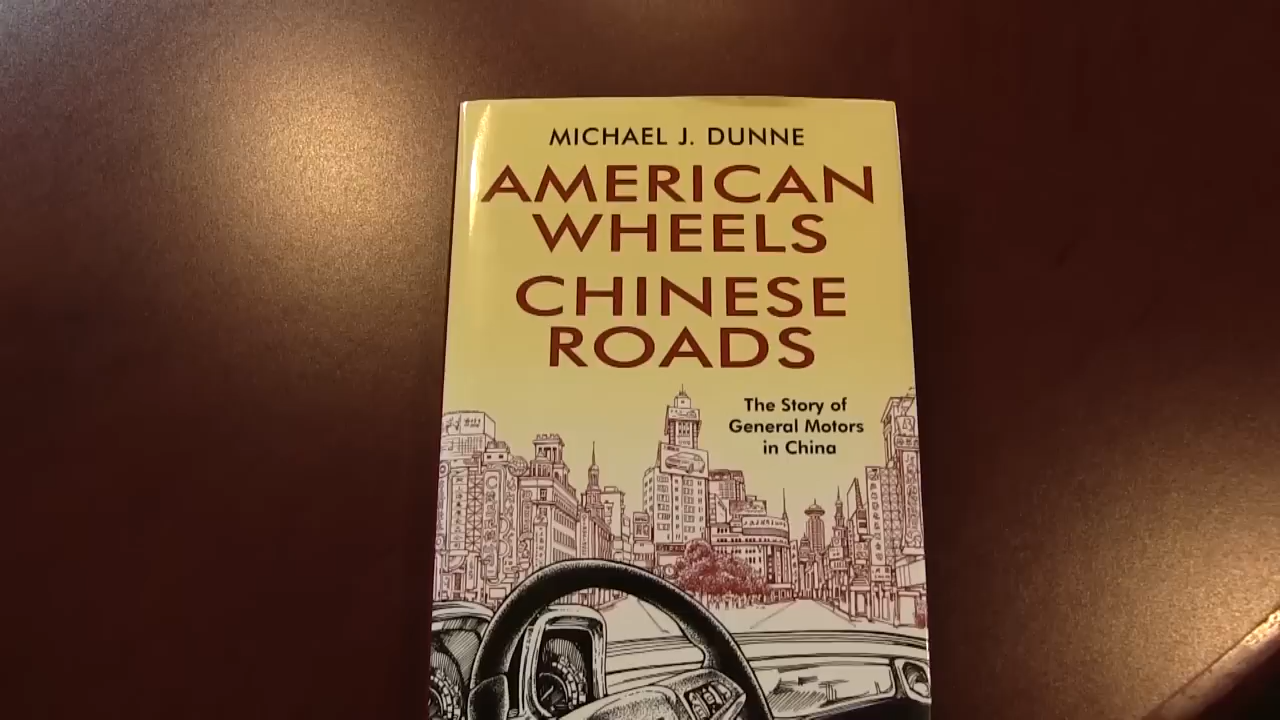 MICHAEL J. DUNNE
AMERICAN
WHEELS
CHINESE
ROADS
The Story of
General Motors
in China